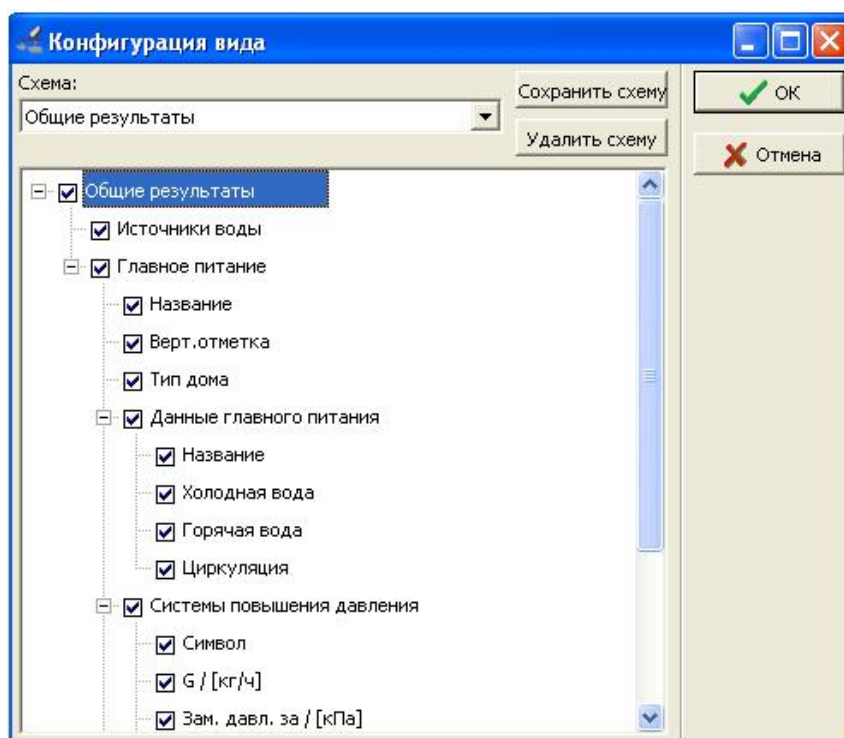 Конфигурация вида
Схема:
Общие результаты
Сохранить схему
Удалить схему
OK
Отмена
Общие результаты
Источники воды
Главное питание
Название
Верт.отметка
Тип дома
Данные главного питания
Название
Холодная вода
Горячая вода
Циркуляция
Системы повышения давления
Символ
G / [кг/ч]
Зам. давл. за / [кПа]